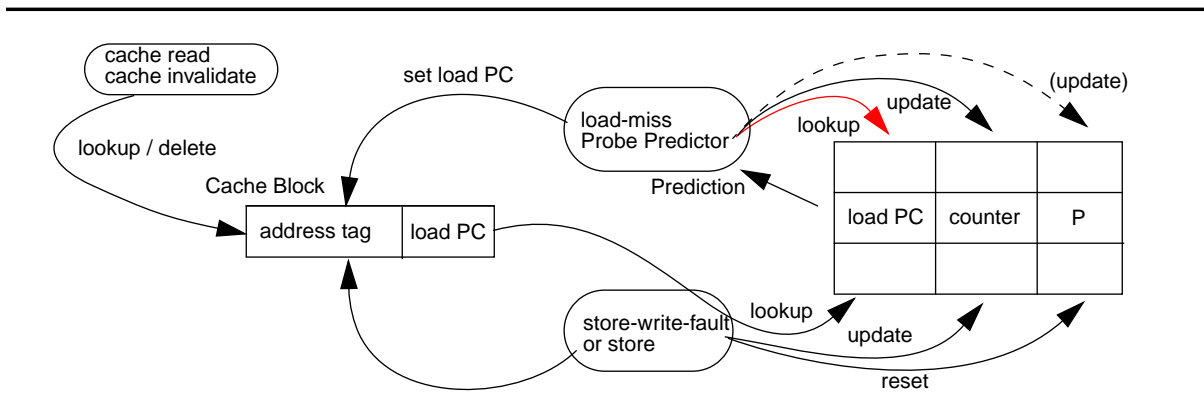 cache read
cache invalidate
set load PC
(update)
update
load-miss
Probe Predictor
lookup
lookup / delete
Cache Block
Prediction
address tag
load PC
load PC
counter
P
store-write-fault
or store
lookup
update
reset